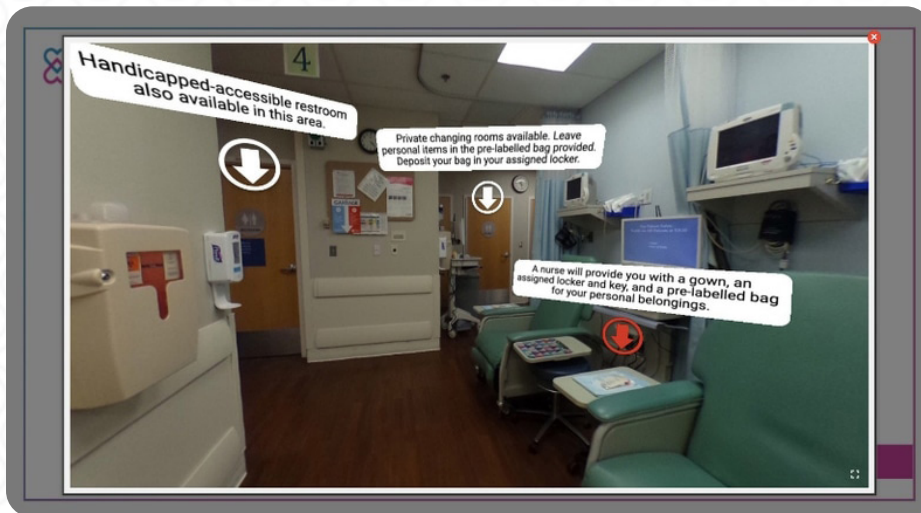 4
Handicapped-accessible restroom
also available in this area.
Private changing rooms available. Leave
personal items in the pre-labelled bag provided.
Deposit your bag in your assigned locker.
A nurse will provide you with a gown, an
assigned locker and key, and a pre-labelled bag
for your personal belongings.